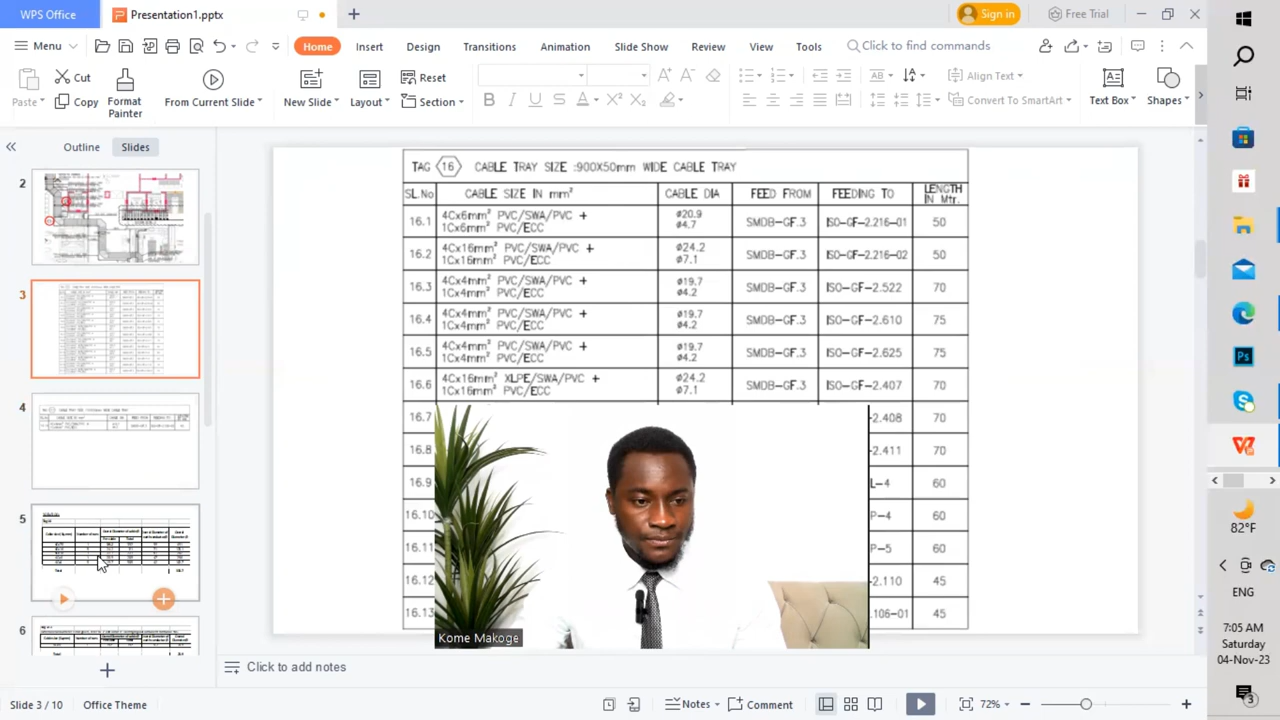 WPS Office
Presentation1.pptx
Sign in
Free Trial
Menu
Home
Insert
Design
Transitions
Animation
Slide Show
Review
View
Tools
Click to find commands
Paste
Cut
Copy
Format
Painter
From Current Slide
New Slide
Layout
Reset
Section
Align Text
Convert To SmartArt
Text Box
Shapes
Outline
Slides
2
3
4
5
6
TAG 16 CABLE TRAY SIZE :900X50mm WIDE CABLE TRAY
SL.No CABLE SIZE IN mm² CABLE DIA FEED FROM FEEDING TO LENGTH IN Mtr.
16.1 4Cx6mm² PVC/SWA/PVC + ø20.9 SMDB-GF.3 ISO-GF-2.216-01 50
1Cx6mm² PVC/ECC ø4.7
16.2 4Cx16mm² PVC/SWA/PVC + ø24.2 SMDB-GF.3 ISO-GF-2.216-02 50
1Cx16mm² PVC/ECC ø7.1
16.3 4Cx4mm² PVC/SWA/PVC + ø19.7 SMDB-GF.3 ISO-GF-2.522 70
1Cx4mm² PVC/ECC ø4.2
16.4 4Cx4mm² PVC/SWA/PVC + ø19.7 SMDB-GF.3 ISO-GF-2.610 75
1Cx4mm² PVC/ECC ø4.2
16.5 4Cx4mm² PVC/SWA/PVC + ø19.7 SMDB-GF.3 ISO-GF-2.625 75
1Cx4mm² PVC/ECC ø4.2
16.6 4Cx16mm² XLPE/SWA/PVC + ø24.2 SMDB-GF.3 ISO-GF-2.407 70
1Cx16mm² PVC/ECC ø7.1
16.7 -2.408 70
16.8 -2.411 70
16.9 L-4 60
16.10 P-4 60
16.11 P-5 60
16.12 -2.110 45
16.13 .106-01 45
Kome Makoge
Click to add notes
Slide 3 / 10
Office Theme
Notes
Comment
72%
82°F
ENG
7:05 AM
Saturday
04-Nov-23
3